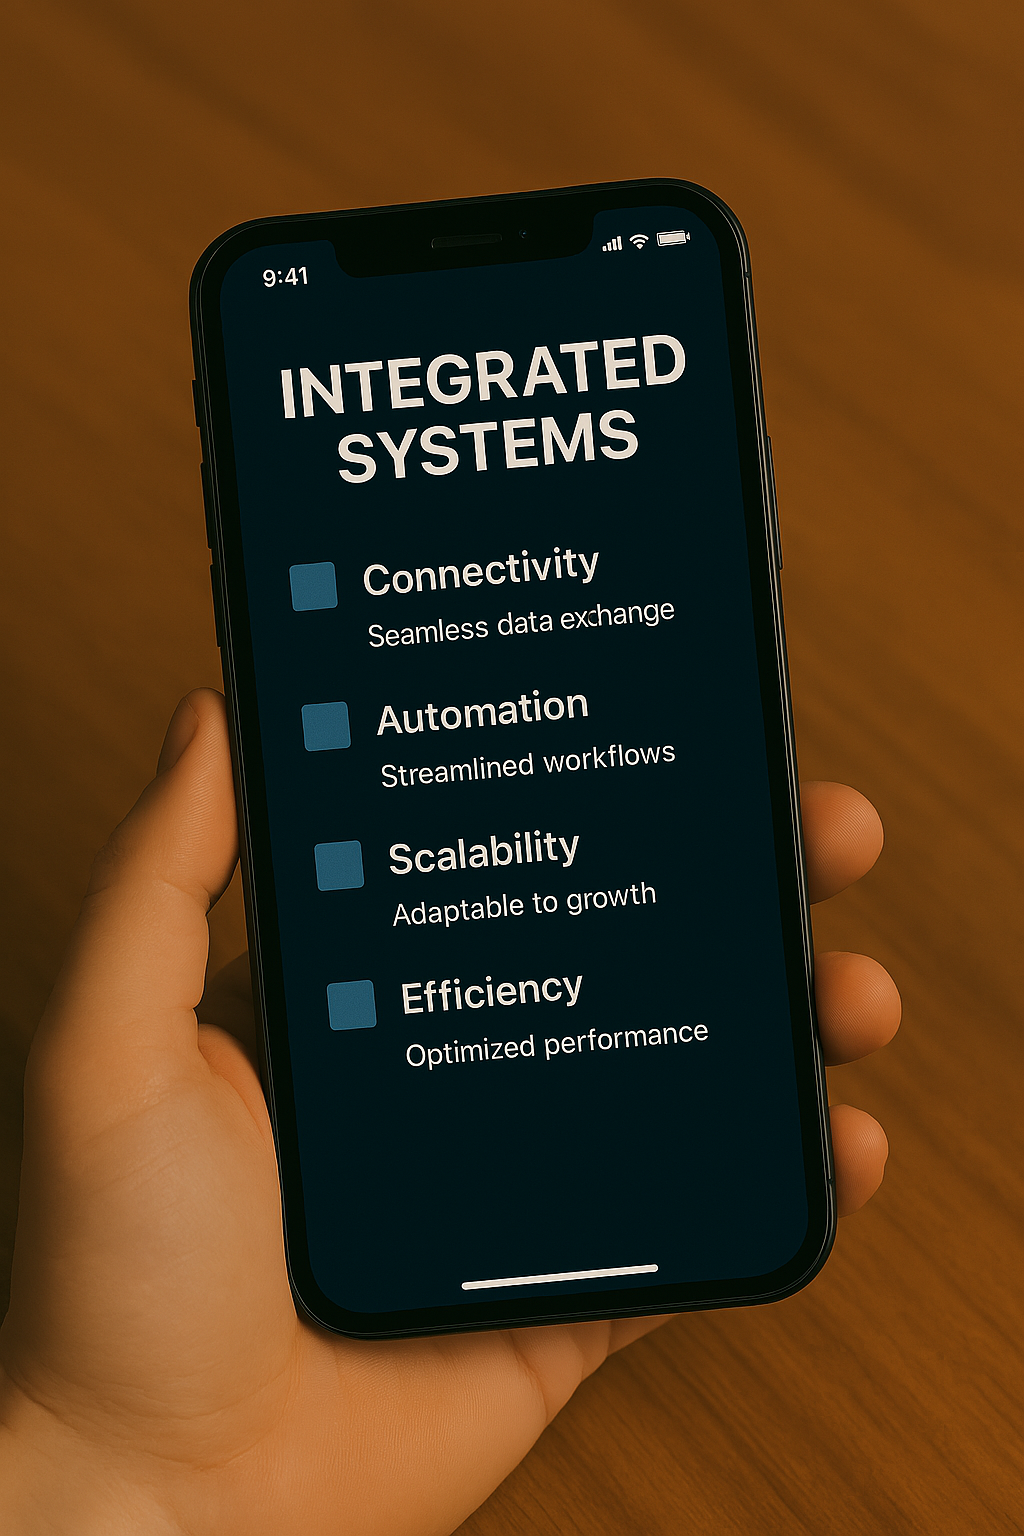 9:41
INTEGRATED
SYSTEMS
Connectivity
Seamless data exchange
Automation
Streamlined workflows
Scalability
Adaptable to growth
Efficiency
Optimized performance